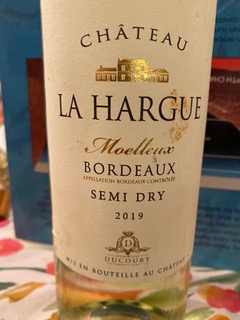 CHÂTEAU
LA HARGUE
Moelleux
BORDEAUX
APPELLATION BORDEAUX CONTRÔLÉE
SEMI DRY
2019
D
DUCOURT
MIS EN BOUTEILLE AU CHÂTEAU